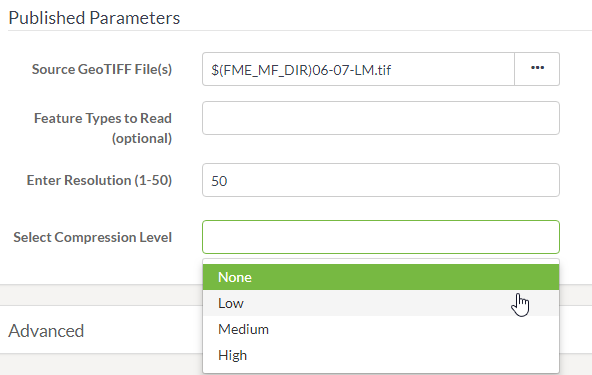 Published Parameters
Source GeoTIFF File(s)
$(FME_MF_DIR)06-07-LM.tif
...
Feature Types to Read
(optional)
Enter Resolution (1-50)
50
Select Compression Level
None
Low
Medium
High
Advanced